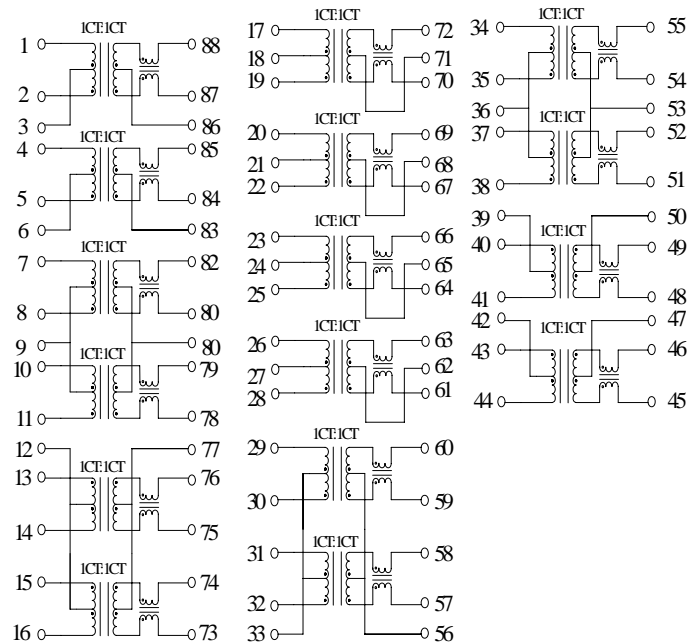 1CT:1CT
1 88
2 87
3 86
1CT:1CT
4 85
5 84
6 83
1CT:1CT
7 82
8 80
9 80
1CT:1CT
10 79
11 78
12 77
1CT:1CT
13 76
14 75
1CT:1CT
15 74
16 73
1CT:1CT
17 72
18 71
19 70
1CT:1CT
20 69
21 68
22 67
1CT:1CT
23 66
24 65
25 64
1CT:1CT
26 63
27 62
28 61
1CT:1CT
29 60
30 59
1CT:1CT
31 58
32 57
33 56
1CT:1CT
34 55
35 54
36 53
1CT:1CT
37 52
38 51
39 50
1CT:1CT
40 49
41 48
42 47
1CT:1CT
43 46
44 45